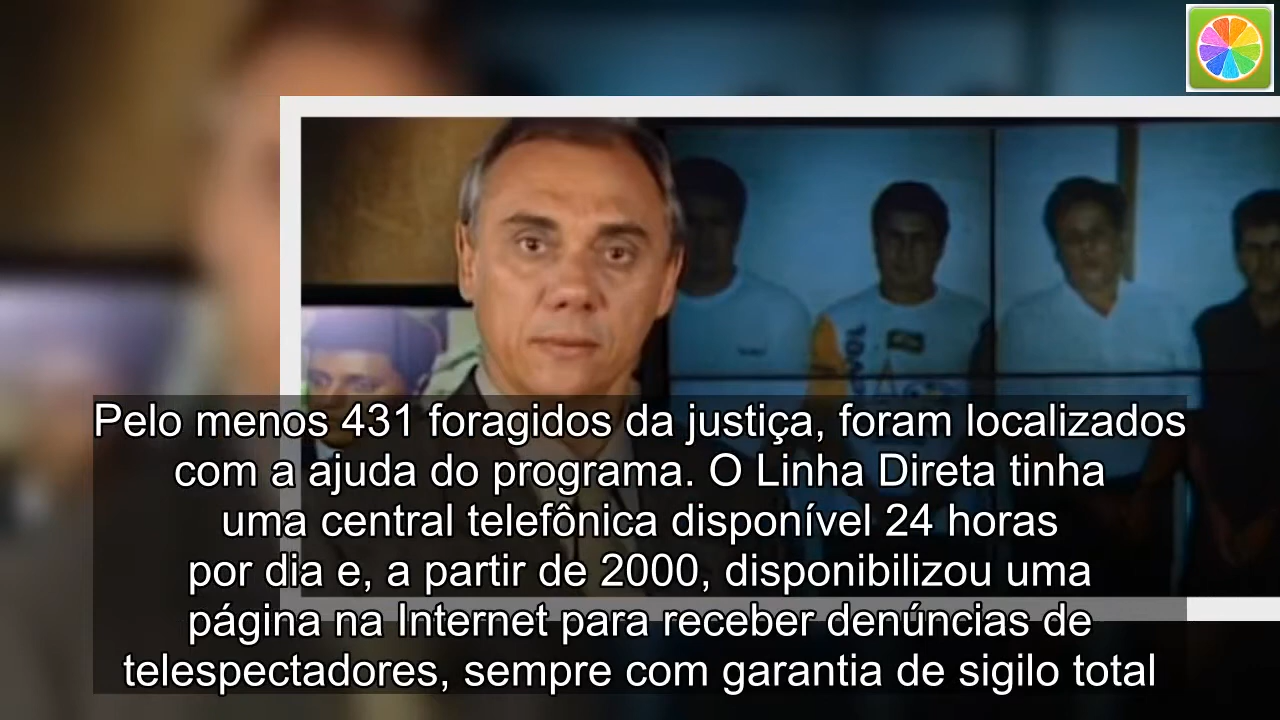 Pelo menos 431 foragidos da justiça, foram localizados
com a ajuda do programa. O Linha Direta tinha
uma central telefônica disponível 24 horas
por dia e, a partir de 2000, disponibilizou uma
página na Internet para receber denúncias de
telespectadores, sempre com garantia de sigilo total